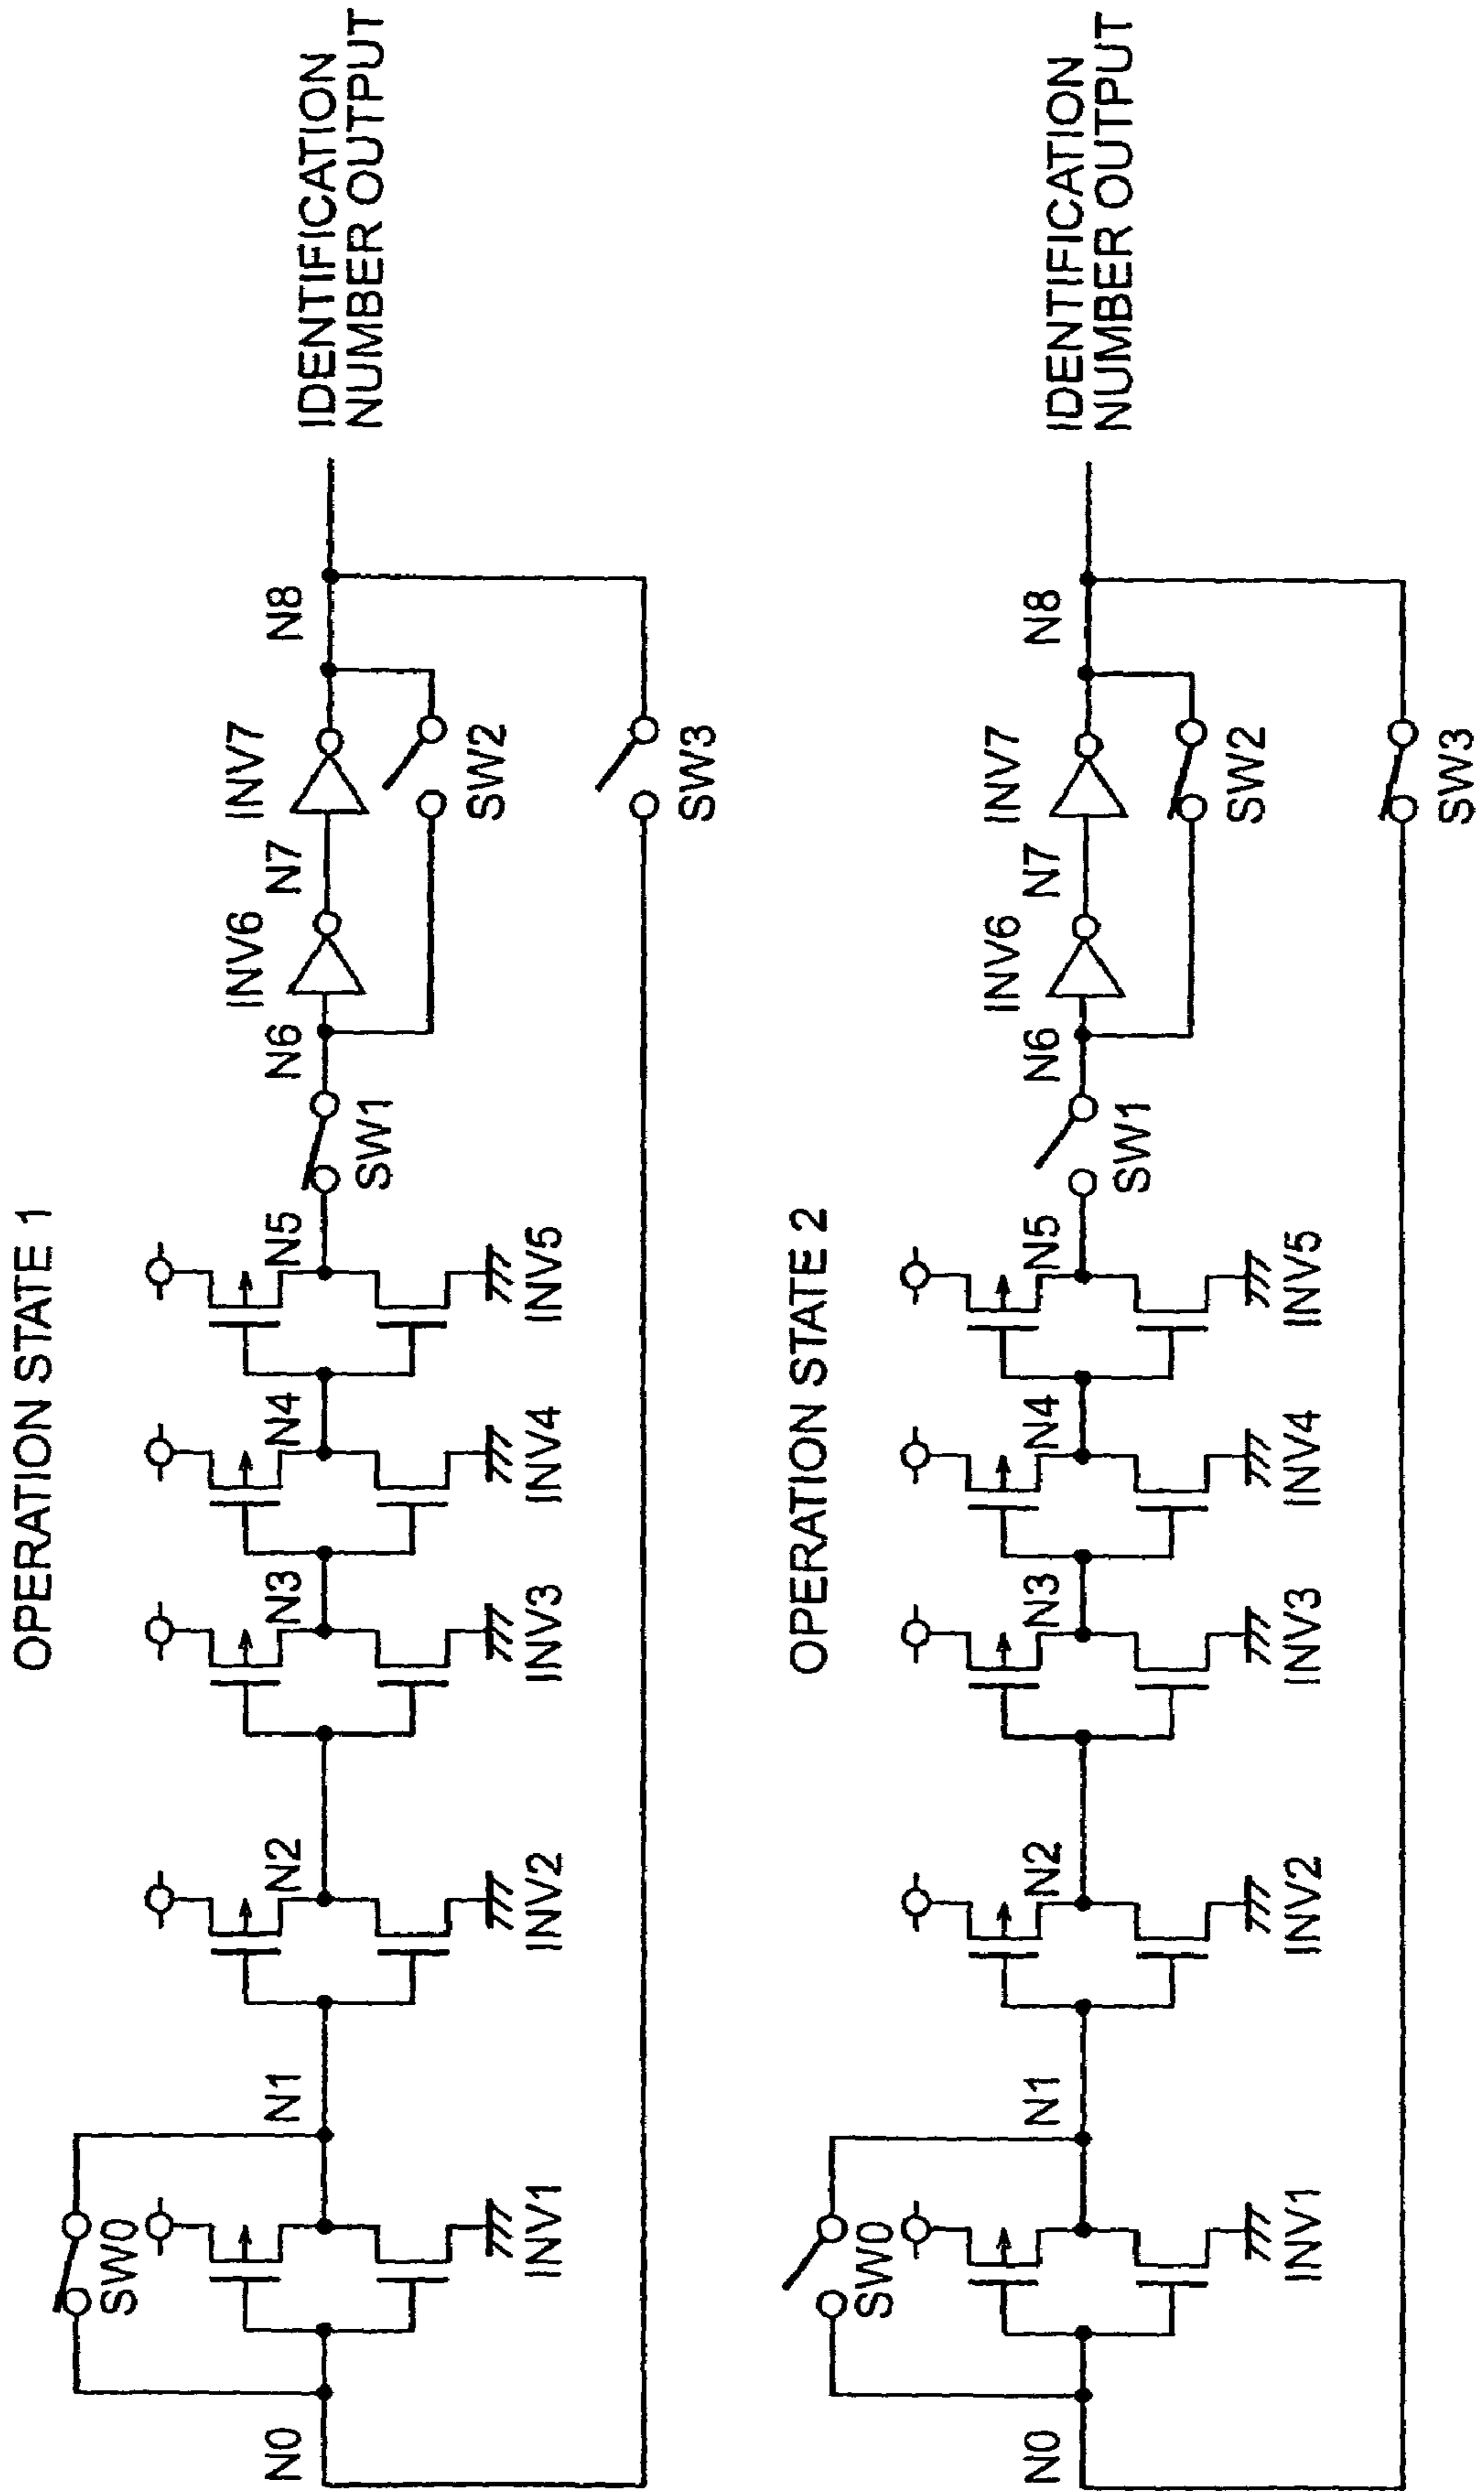 OPERATION STATE 1
SW0
N0
N1
N2
N3
N4
N5
N6
N7
N8
INV1
INV2
INV3
INV4
INV5
SW1
INV6
INV7
SW2
SW3
IDENTIFICATION
NUMBER OUTPUT
OPERATION STATE 2
SW0
N0
N1
N2
N3
N4
N5
N6
N7
N8
INV1
INV2
INV3
INV4
INV5
SW1
INV6
INV7
SW2
SW3
IDENTIFICATION
NUMBER OUTPUT